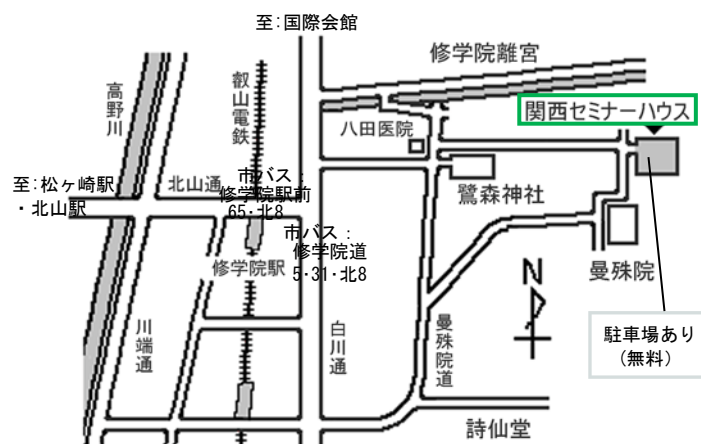 至：国際会館
修学院離宮
高野川
叡山電鉄
関西セミナーハウス
八田医院
至：松ヶ崎駅
・北山駅
北山通
市バス：
修学院駅前
65・北8
鷺森神社
市バス：
修学院道
5・31・北8
修学院駅
曼殊院
N
川端通
白川通
曼殊院道
駐車場あり
（無料）
詩仙堂